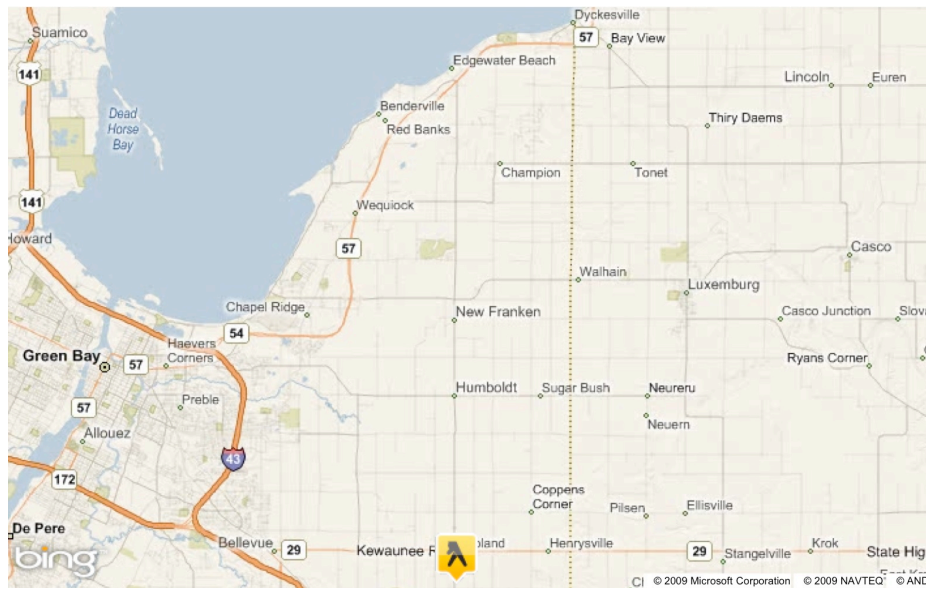 Dyckesville
Suamico
57
Bay View
Edgewater Beach
141
Lincoln
Euren
Dead
Horse
Bay
Benderville
Red Banks
Thiry Daems
Champion
Tonet
141
Wequiock
Howard
57
Casco
Walhain
Luxemburg
Chapel Ridge
New Franken
Casco Junction
54
Haevers
Corners
Green Bay
57
Ryans Corner
Humboldt
Sugar Bush
Neureru
57
Preble
Neuern
Allouez
43
172
Coppens
Corner
Pilsen
Ellisville
De Pere
Bellevue
29
Kewaunee
Henrysville
29
Stangelville
Krok
State
bing
© 2009 Microsoft Corporation
© 2009 NAVTEQ
© AND